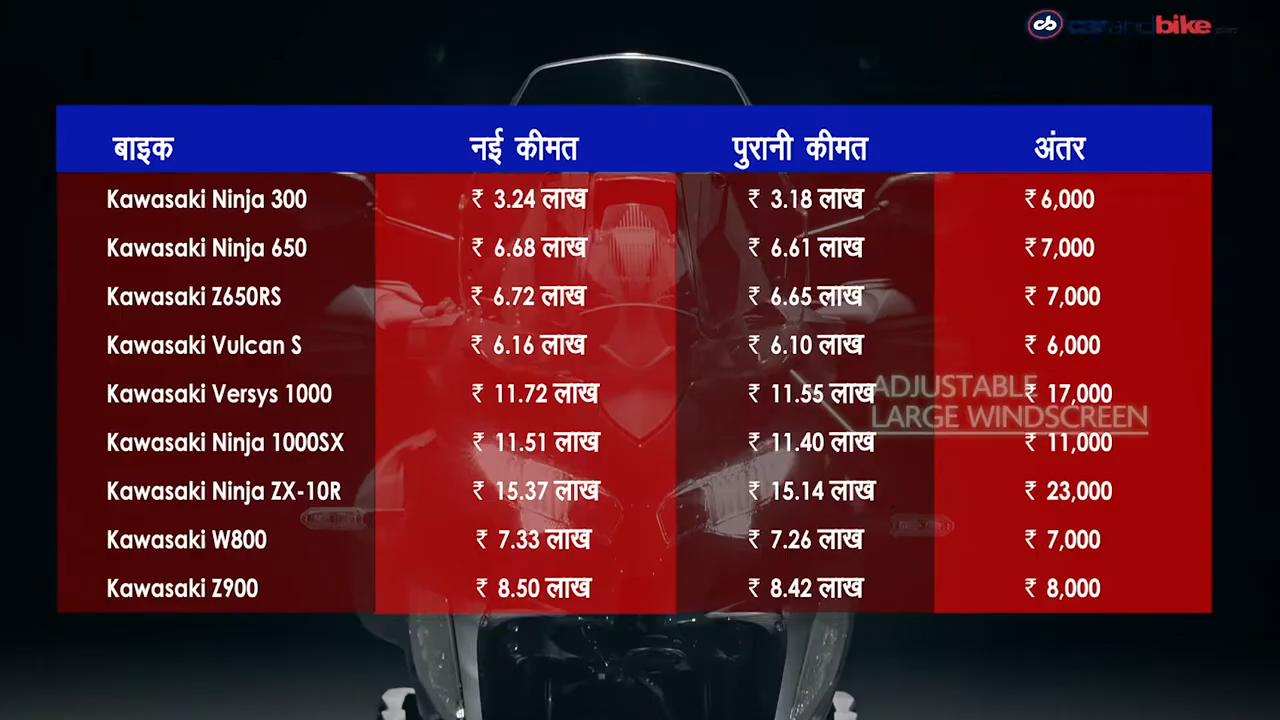 carandbike
बाइक नई कीमत पुरानी कीमत अंतर
Kawasaki Ninja 300 ₹ 3.24 लाख ₹ 3.18 लाख ₹ 6,000
Kawasaki Ninja 650 ₹ 6.68 लाख ₹ 6.61 लाख ₹ 7,000
Kawasaki Z650RS ₹ 6.72 लाख ₹ 6.65 लाख ₹ 7,000
Kawasaki Vulcan S ₹ 6.16 लाख ₹ 6.10 लाख ₹ 6,000
Kawasaki Versys 1000 ₹ 11.72 लाख ₹ 11.55 लाख ₹ 17,000
ADJUSTABLE
LARGE WINDSCREEN
Kawasaki Ninja 1000SX ₹ 11.51 लाख ₹ 11.40 लाख ₹ 11,000
Kawasaki Ninja ZX-10R ₹ 15.37 लाख ₹ 15.14 लाख ₹ 23,000
Kawasaki W800 ₹ 7.33 लाख ₹ 7.26 लाख ₹ 7,000
Kawasaki Z900 ₹ 8.50 लाख ₹ 8.42 लाख ₹ 8,000